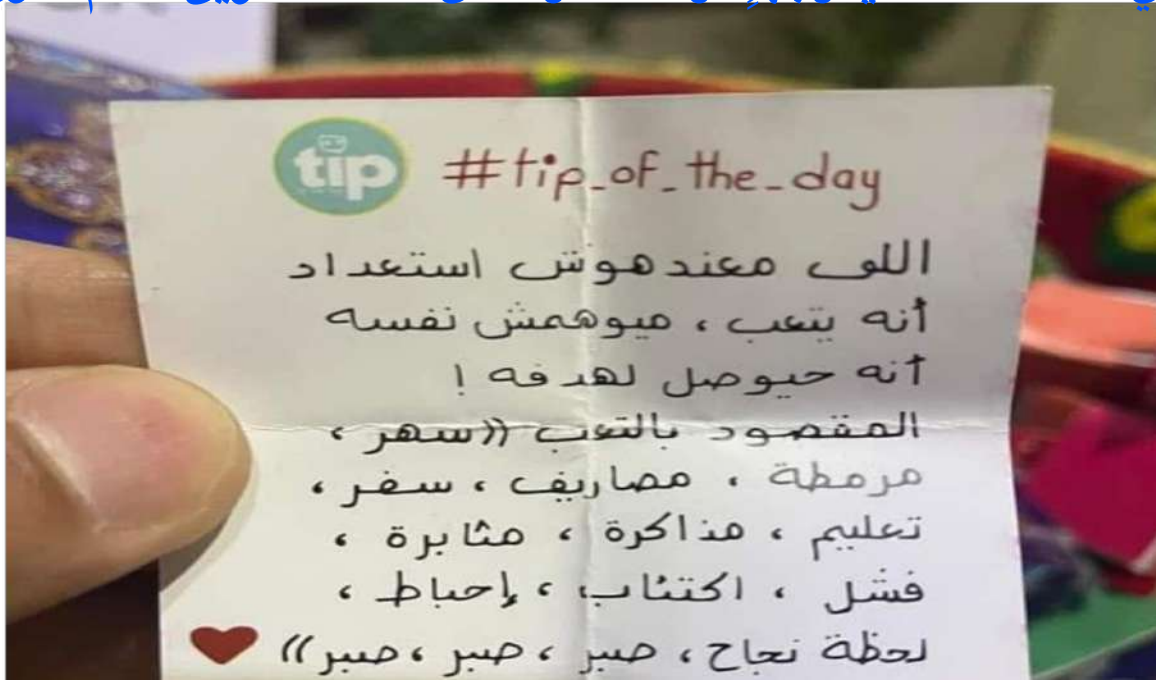 tip #tip_of_the_day
اللى معندهوش استعداد
أنه يتعب ، ميوهمش نفسه
أنه حيوصل لهدفه !
المقصود بالتعب ((سهر ،
مرمطة ، مصاريف ، سفر ،
تعليم ، مذاكرة ، مثابرة ،
فشل ، اكتئاب ، إحباط ،
لحظة نجاح ، صبر ، صبر ، صبر))